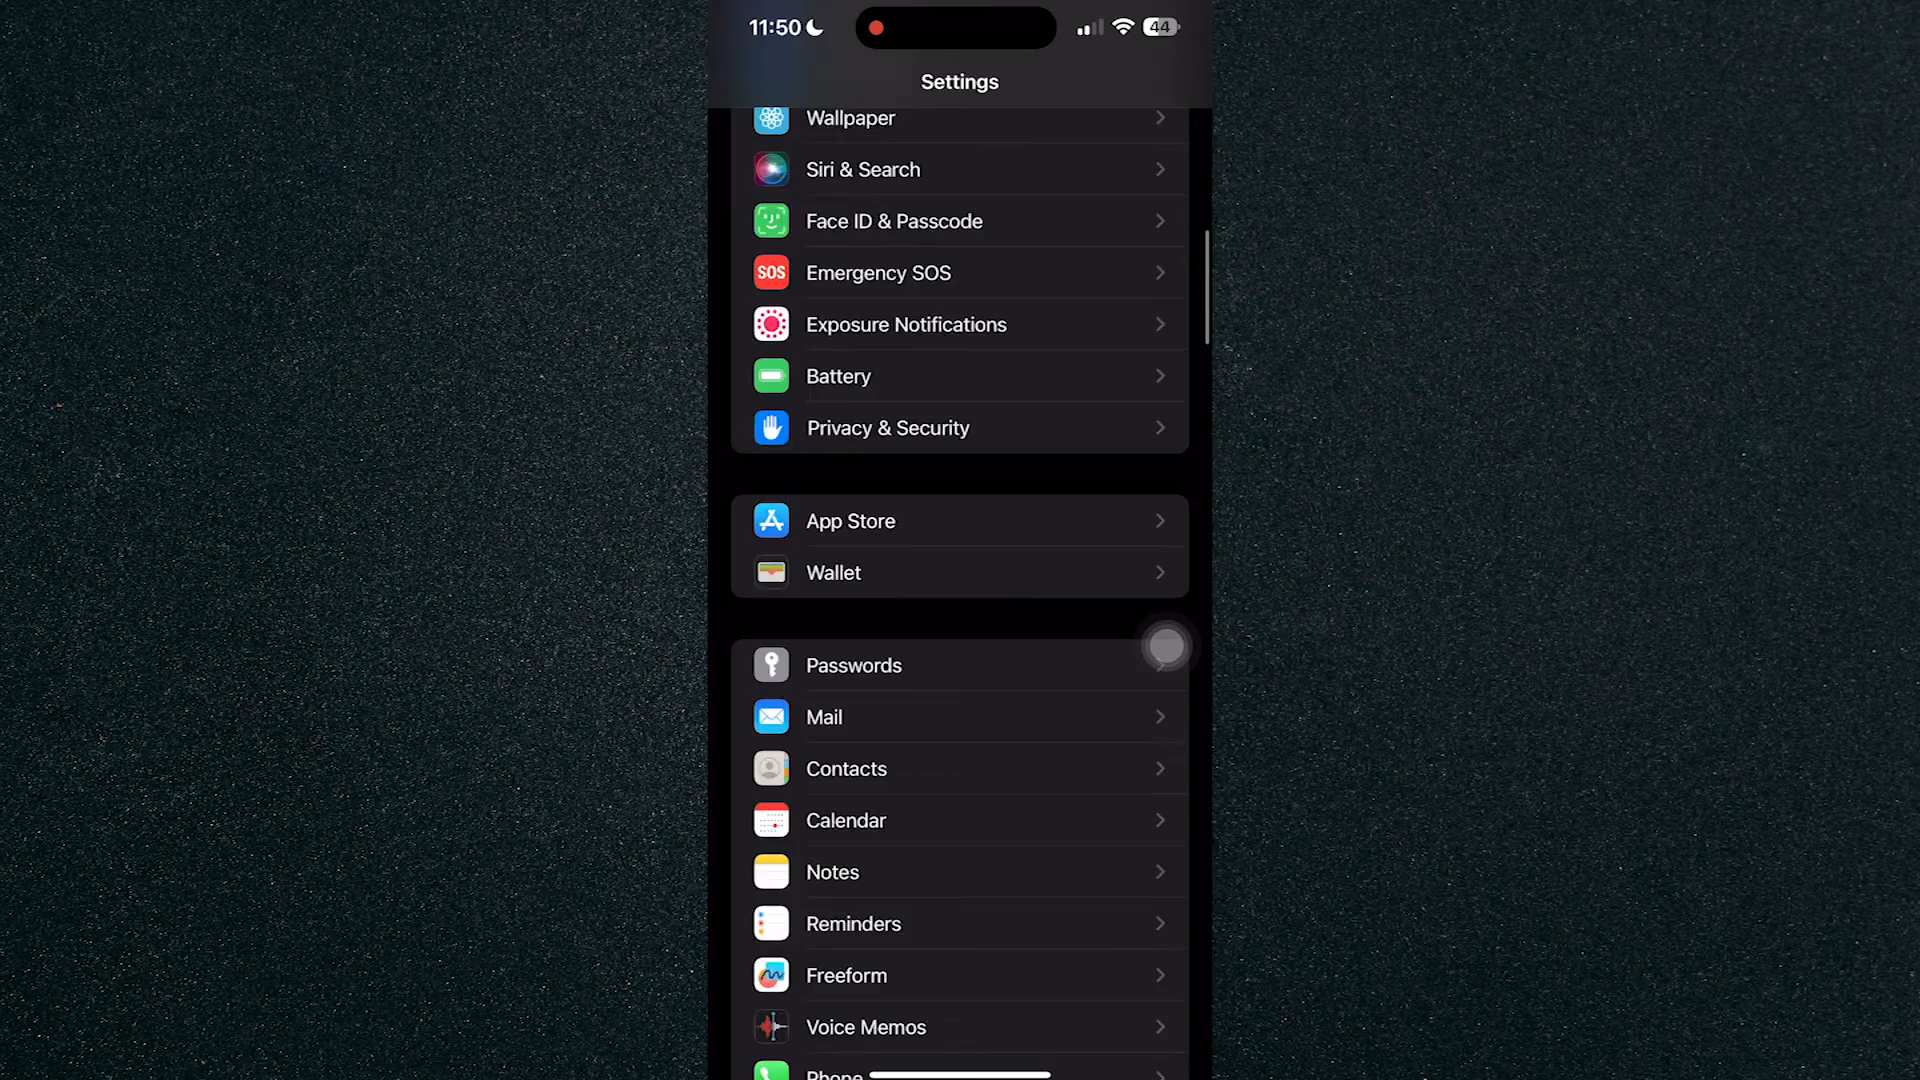 11:50
44
Settings
Wallpaper
Siri & Search
Face ID & Passcode
SOS
Emergency SOS
Exposure Notifications
Battery
Privacy & Security
App Store
Wallet
Passwords
Mail
Contacts
Calendar
Notes
Reminders
Freeform
Voice Memos
Phone